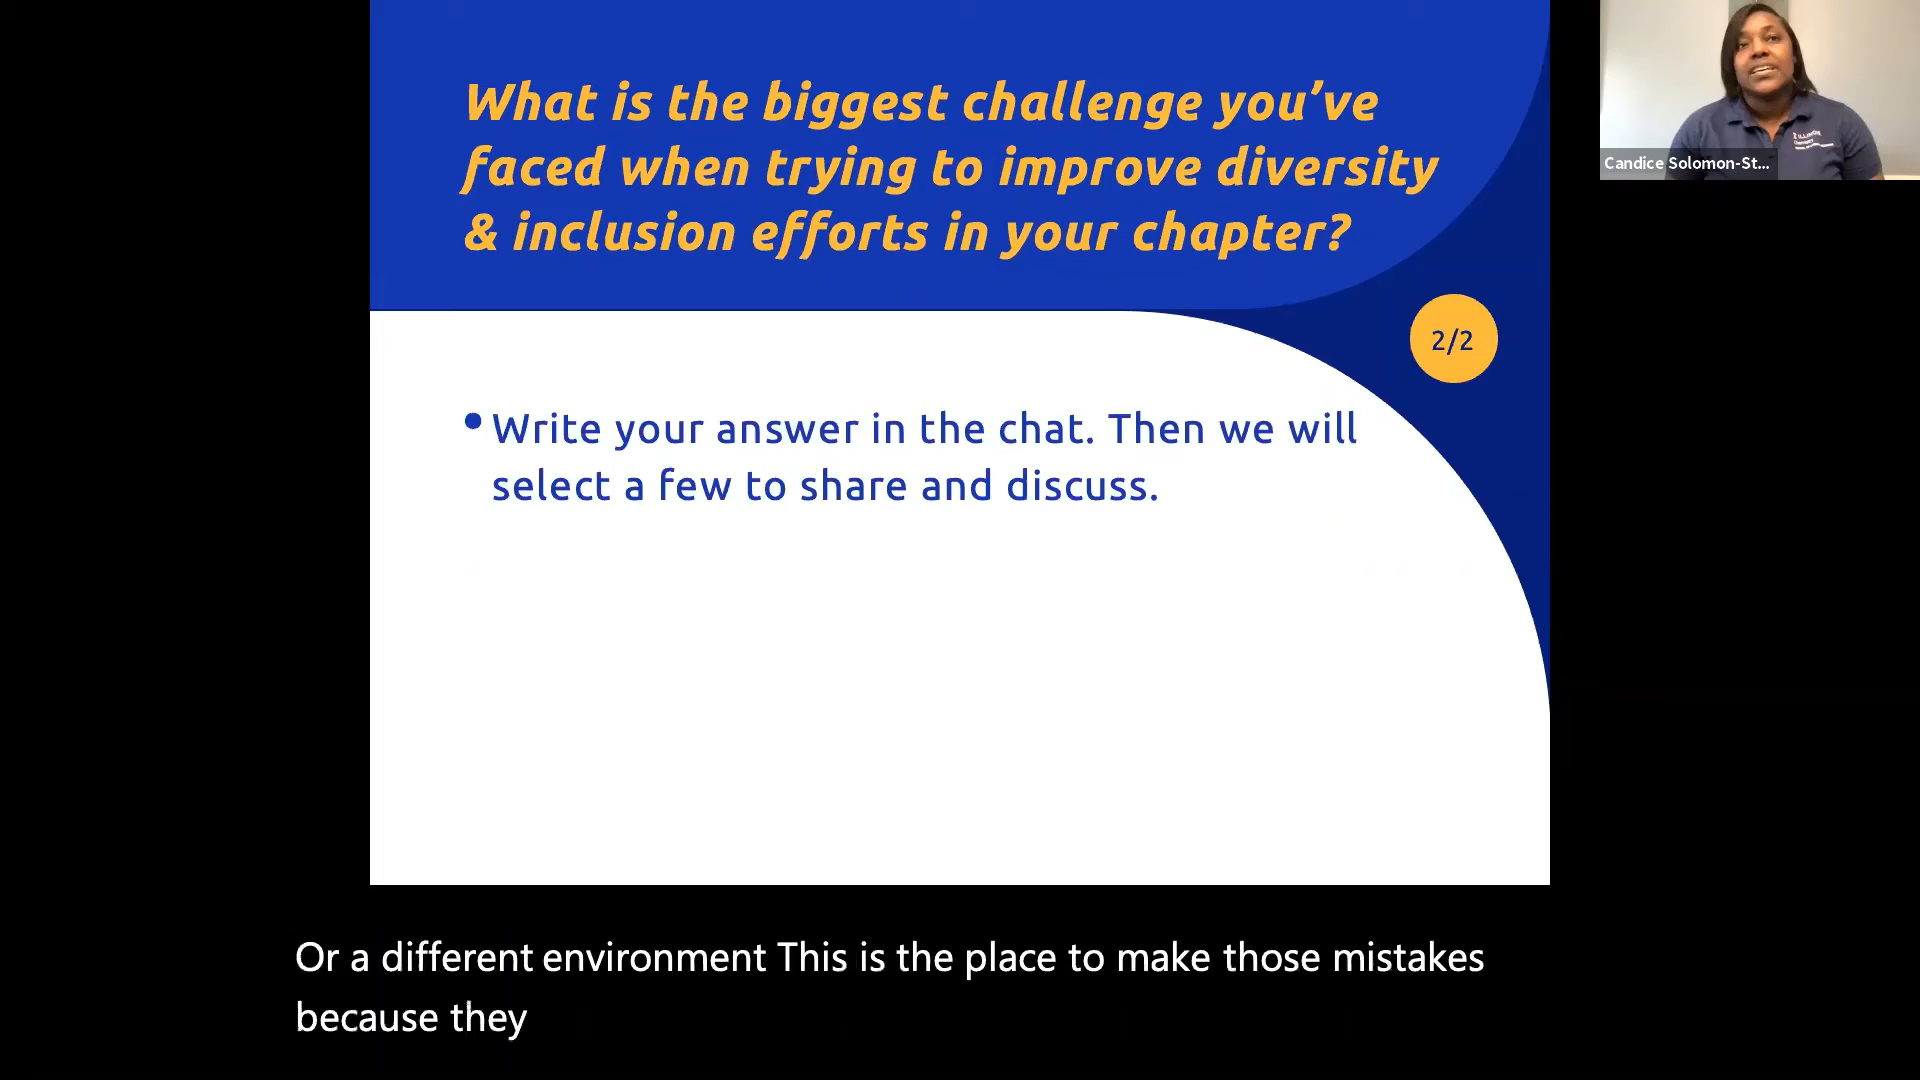 What is the biggest challenge you’ve
faced when trying to improve diversity
& inclusion efforts in your chapter?
2/2
• Write your answer in the chat. Then we will
select a few to share and discuss.
Candice Solomon-St...
ILLINOIS
Chemistry
Or a different environment This is the place to make those mistakes
because they